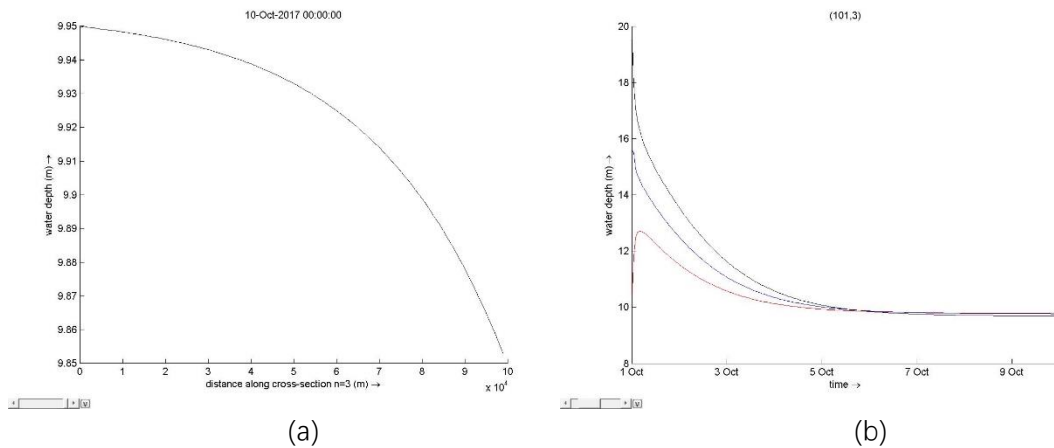 10-Oct-2017 00:00:00
9.95
9.94
9.93
9.92
9.91
9.9
9.89
9.88
9.87
9.86
9.85
water depth (m) →
0 1 2 3 4 5 6 7 8 9 10
x 10⁴
distance along cross-section n=3 (m) →
(a)
(101,3)
20
18
16
14
12
10
8
water depth (m) →
1 Oct 3 Oct 5 Oct 7 Oct 9 Oct
time →
(b)